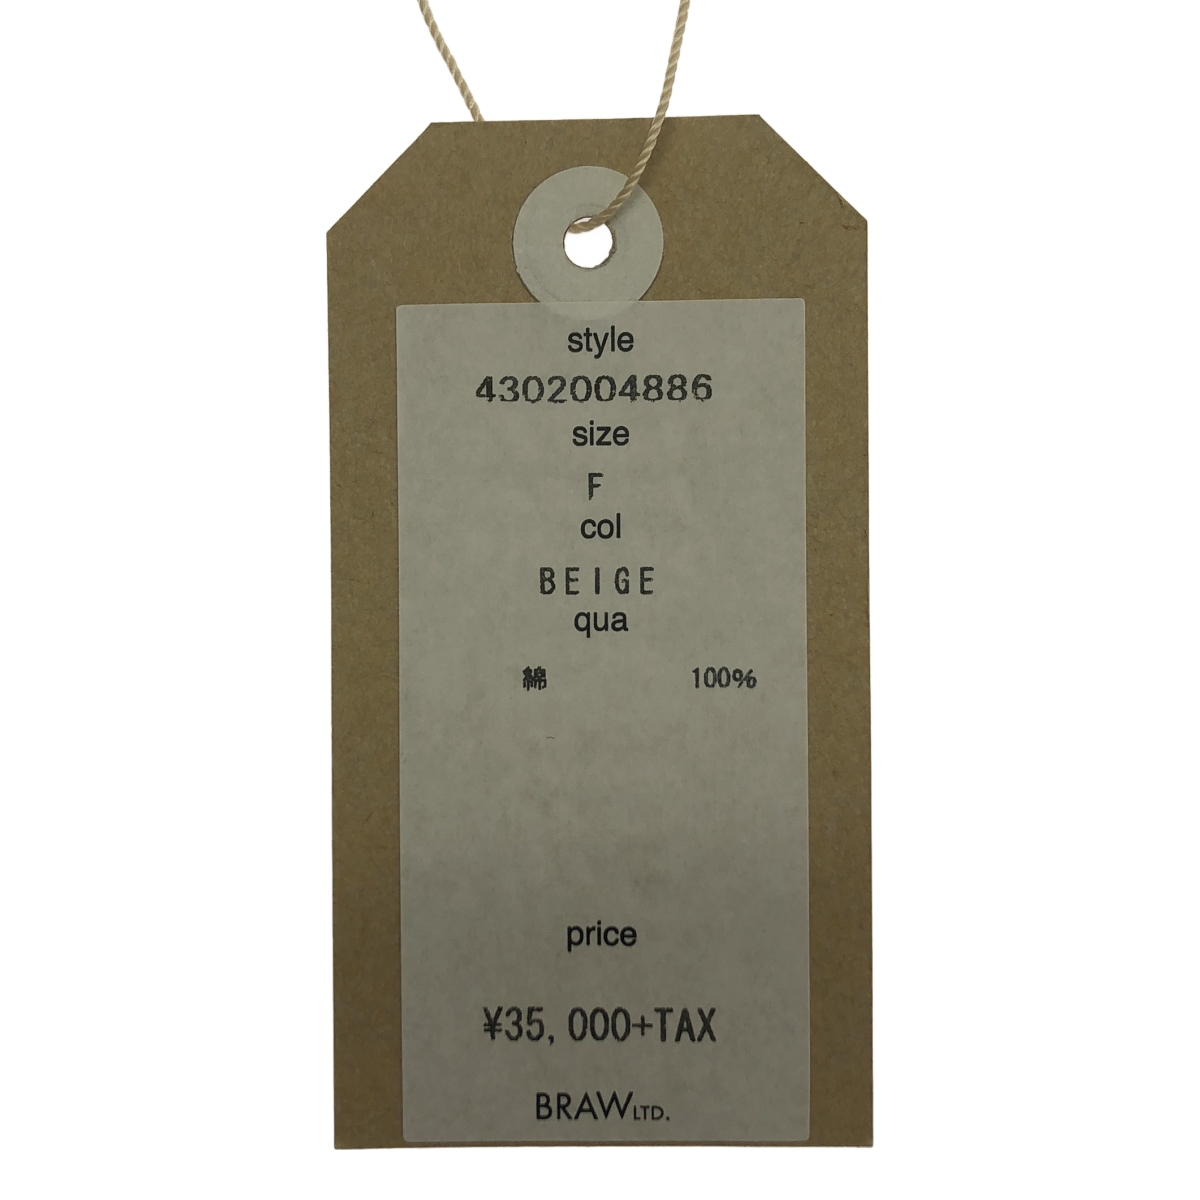 style
4302004886
size
F
col
BEIGE
qua
綿 100%
price
¥35,000+TAX
BRAW LTD.